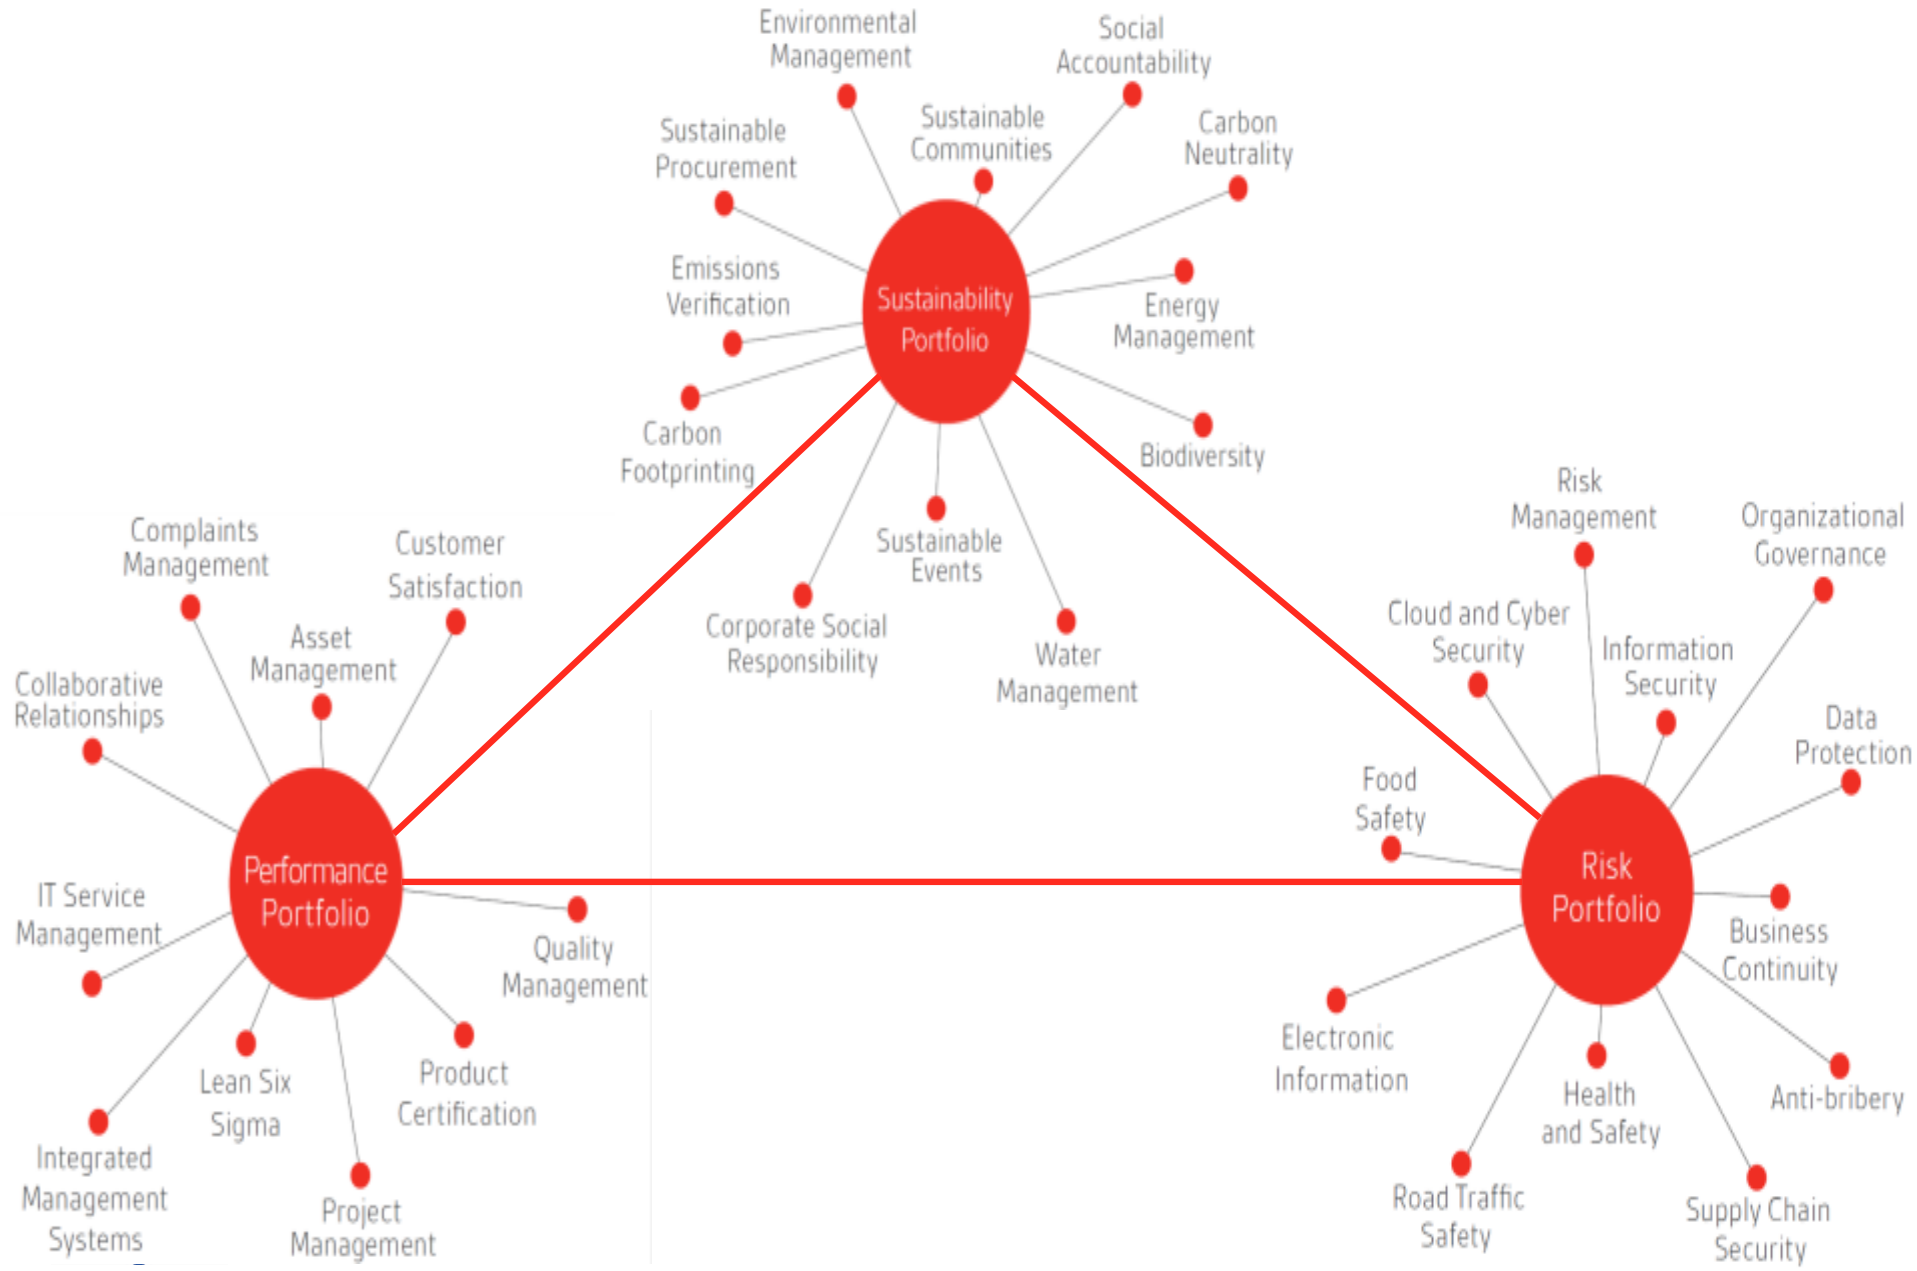 Environmental
Management
Social
Accountability
Sustainable
Communities
Carbon
Neutrality
Sustainable
Procurement
Emissions
Verification
Sustainability
Portfolio
Energy
Management
Carbon
Footprinting
Biodiversity
Sustainable
Events
Corporate Social
Responsibility
Water
Management
Complaints
Management
Customer
Satisfaction
Asset
Management
Collaborative
Relationships
Performance
Portfolio
IT Service
Management
Quality
Management
Lean Six
Sigma
Product
Certification
Integrated
Management
Systems
Project
Management
Risk
Management
Organizational
Governance
Cloud and Cyber
Security
Information
Security
Data
Protection
Food
Safety
Risk
Portfolio
Business
Continuity
Electronic
Information
Health
and Safety
Anti-bribery
Road Traffic
Safety
Supply Chain
Security